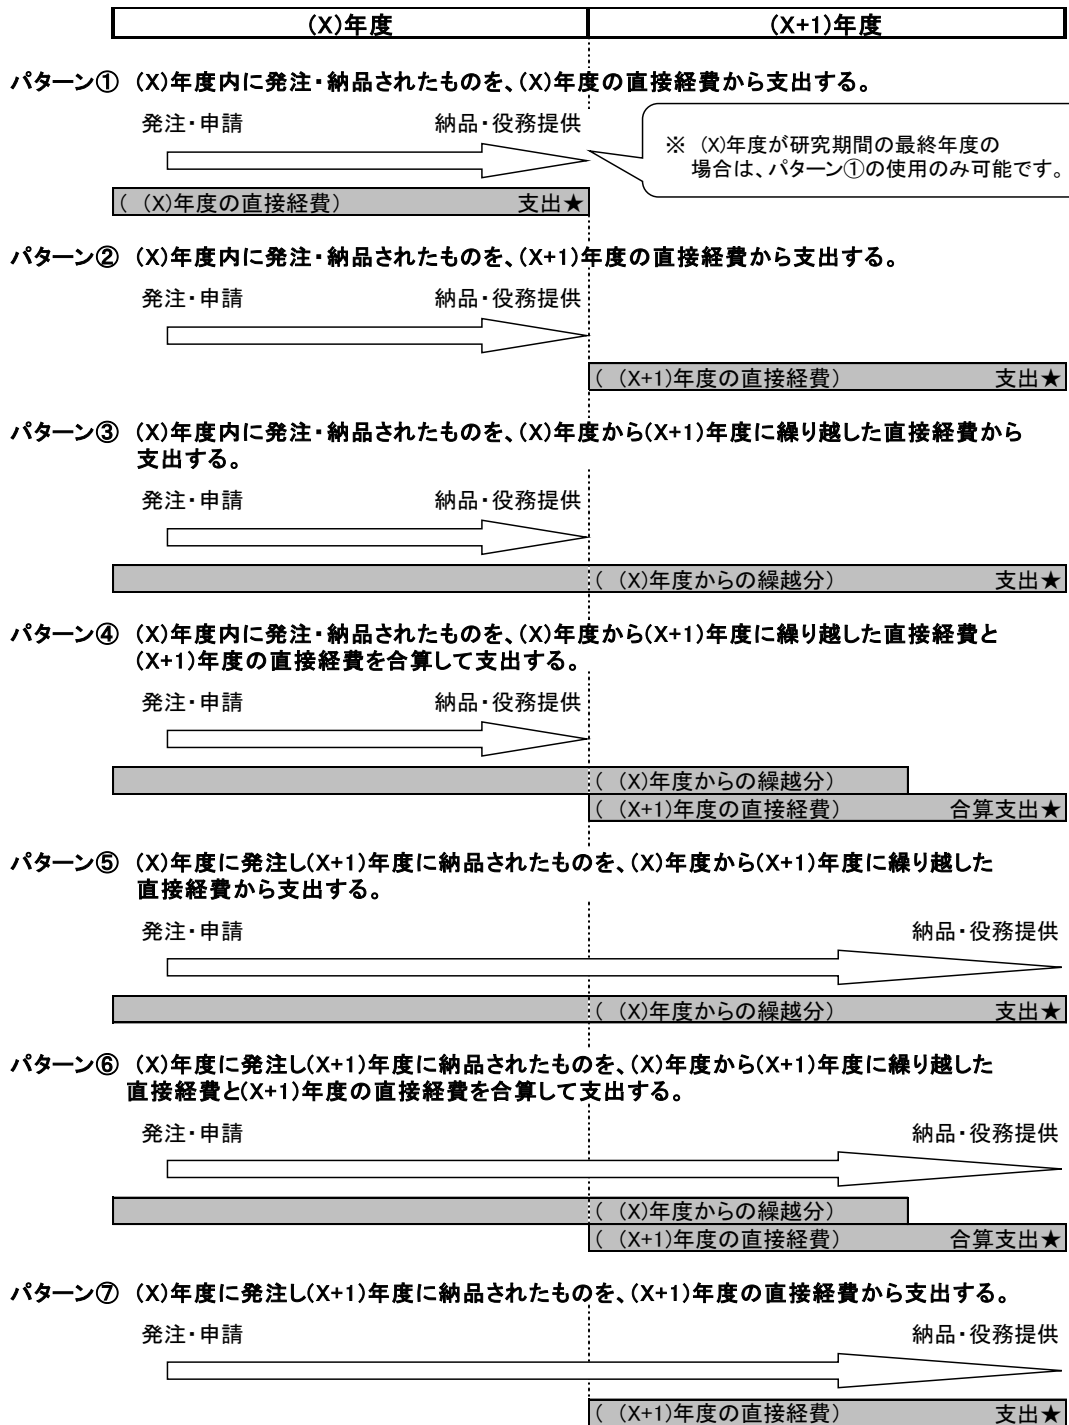 (X)年度 (X+1)年度
パターン① (X)年度内に発注・納品されたものを、(X)年度の直接経費から支出する。
発注・申請 納品・役務提供
※ (X)年度が研究期間の最終年度の
場合は、パターン①の使用のみ可能です。
( (X)年度の直接経費) 支出★
パターン② (X)年度内に発注・納品されたものを、(X+1)年度の直接経費から支出する。
発注・申請 納品・役務提供
( (X+1)年度の直接経費) 支出★
パターン③ (X)年度内に発注・納品されたものを、(X)年度から(X+1)年度に繰り越した直接経費から
支出する。
発注・申請 納品・役務提供
( (X)年度からの繰越分) 支出★
パターン④ (X)年度内に発注・納品されたものを、(X)年度から(X+1)年度に繰り越した直接経費と
(X+1)年度の直接経費を合算して支出する。
発注・申請 納品・役務提供
( (X)年度からの繰越分)
( (X+1)年度の直接経費) 合算支出★
パターン⑤ (X)年度に発注し(X+1)年度に納品されたものを、(X)年度から(X+1)年度に繰り越した
直接経費から支出する。
発注・申請 納品・役務提供
( (X)年度からの繰越分) 支出★
パターン⑥ (X)年度に発注し(X+1)年度に納品されたものを、(X)年度から(X+1)年度に繰り越した
直接経費と(X+1)年度の直接経費を合算して支出する。
発注・申請 納品・役務提供
( (X)年度からの繰越分)
( (X+1)年度の直接経費) 合算支出★
パターン⑦ (X)年度に発注し(X+1)年度に納品されたものを、(X+1)年度の直接経費から支出する。
発注・申請 納品・役務提供
( (X+1)年度の直接経費) 支出★